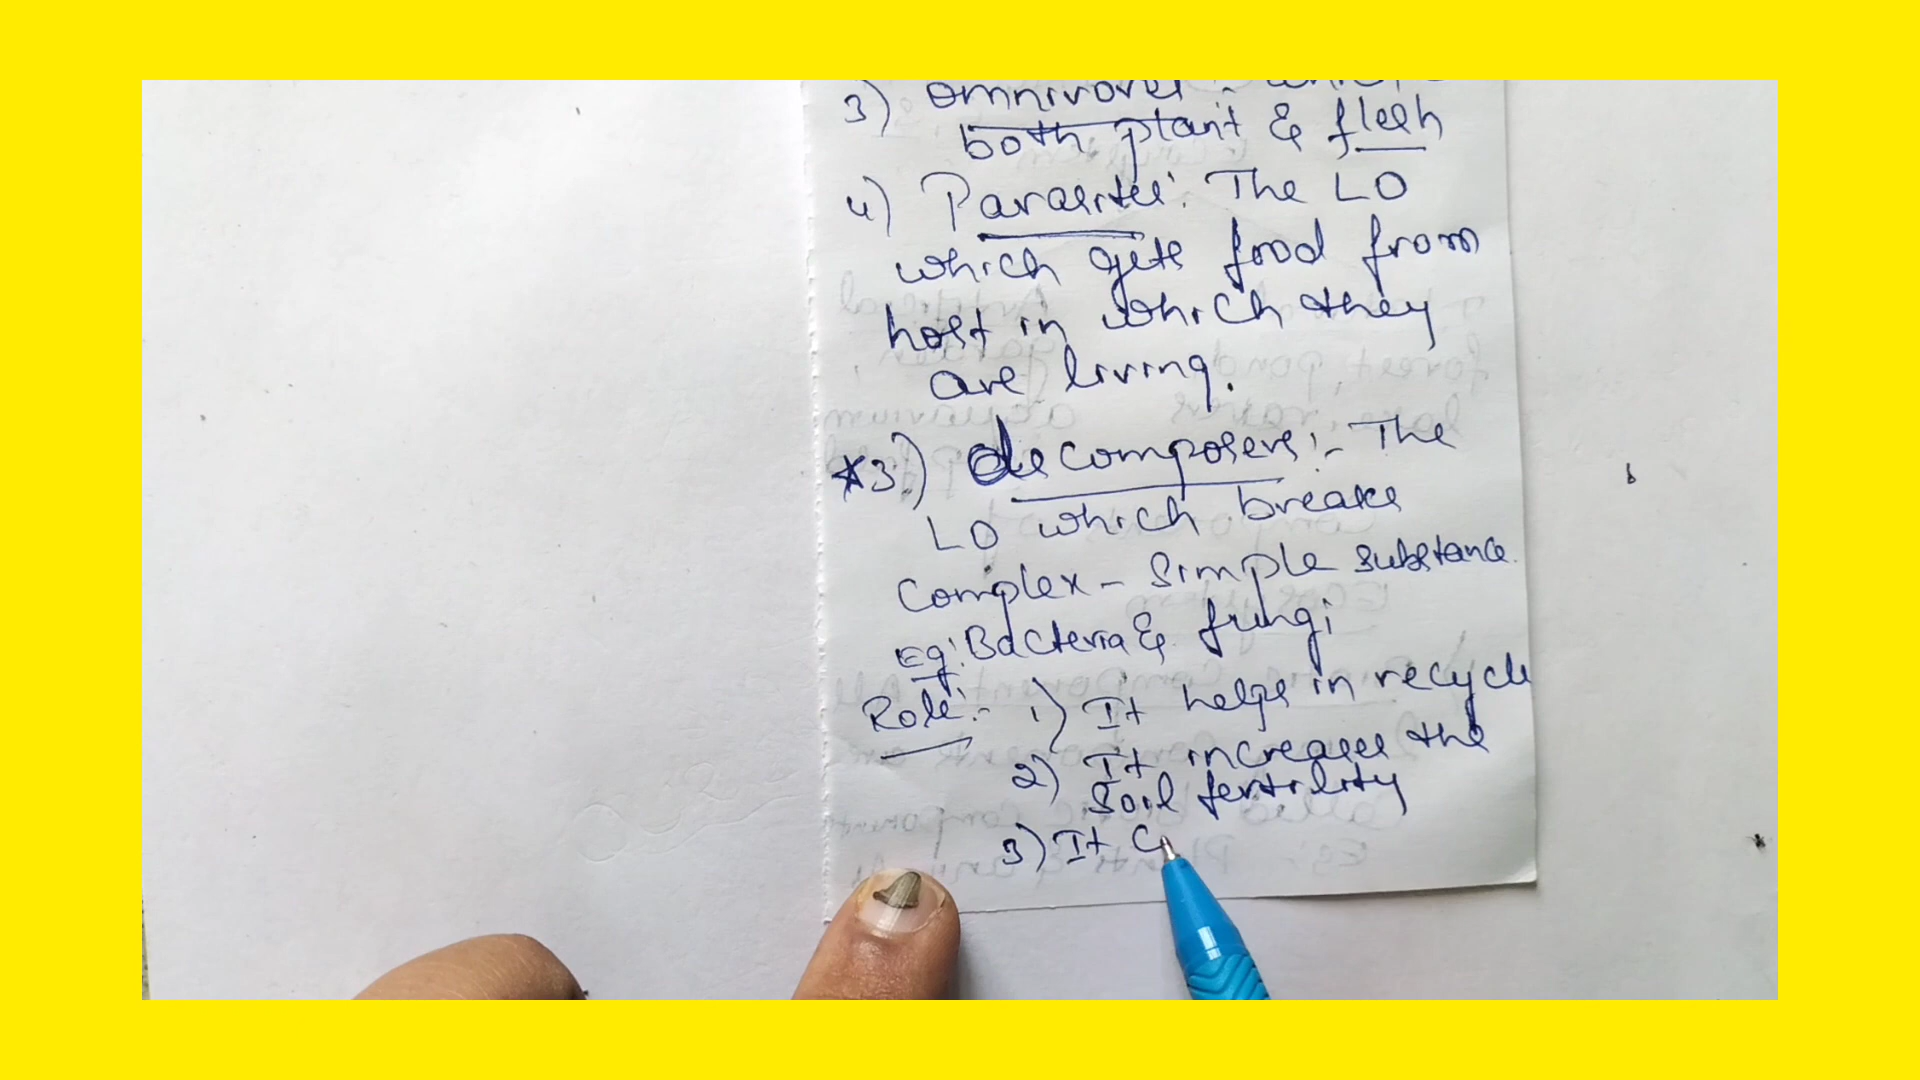 3) Omnivores :- which
both plant & flesh
4) Parasites: The LO
which gets food from
host in which they
are living.
*3.) decomposers:- The
LO which breaks
Complex - Simple substance.
Eg: Bacteria & fungi
Role:- 1) It helps in recycle
2) It increases the
Soil fertility
3) It C